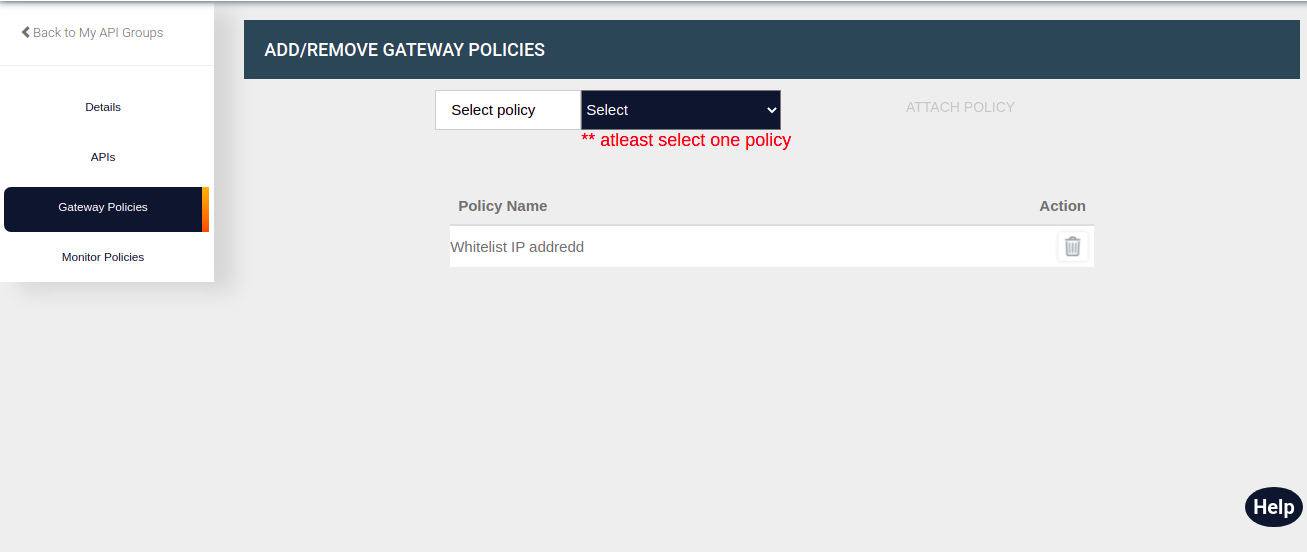 Back to My API Groups
ADD/REMOVE GATEWAY POLICIES
Details
APIs
Gateway Policies
Monitor Policies
Select policy
Select
ATTACH POLICY
** atleast select one policy
Policy Name
Action
Whitelist IP addredd
Help